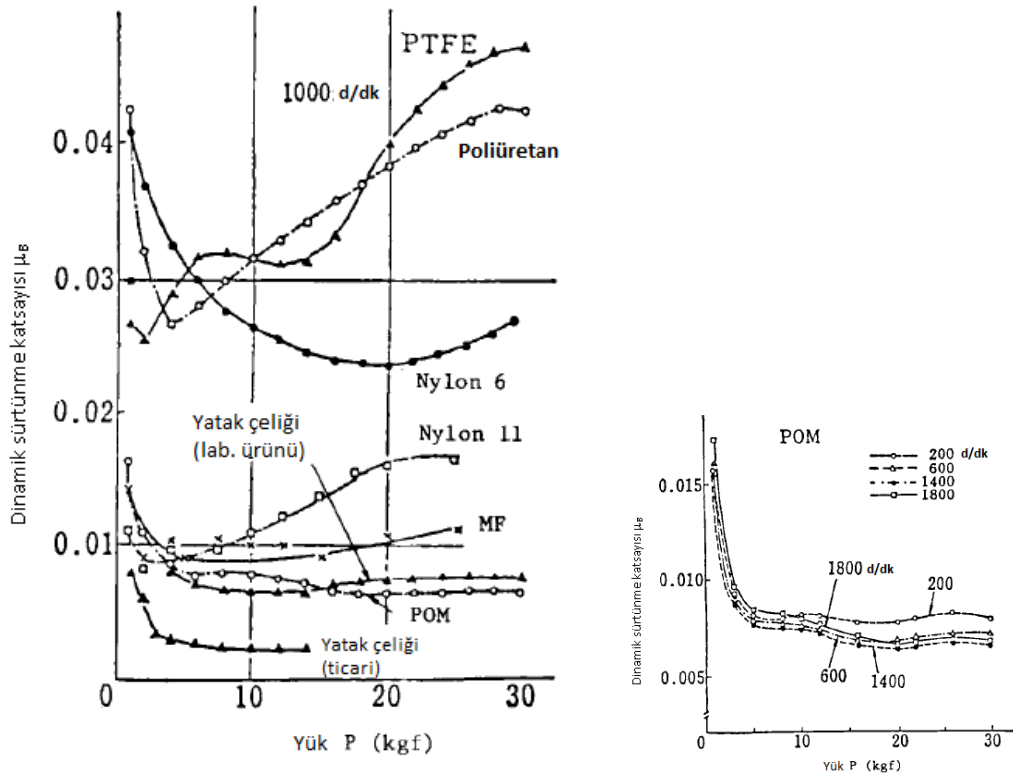 PTFE
1000 d/dk
0.04
Poliüretan
0.03
Nylon 6
0.02
Yatak çeliği
(lab. ürünü)
Nylon 11
MF
0.01
POM
Yatak çeliği
(ticari)
0
0 10 20 30
Yük P (kgf)
Dinamik sürtünme katsayısı μB
POM
200 d/dk
600
1400
1800
0.015
0.010
1800 d/dk
200
0.005
600
1400
0 10 20 30
Yük P (kgf)
Dinamik sürtünme katsayısı μB